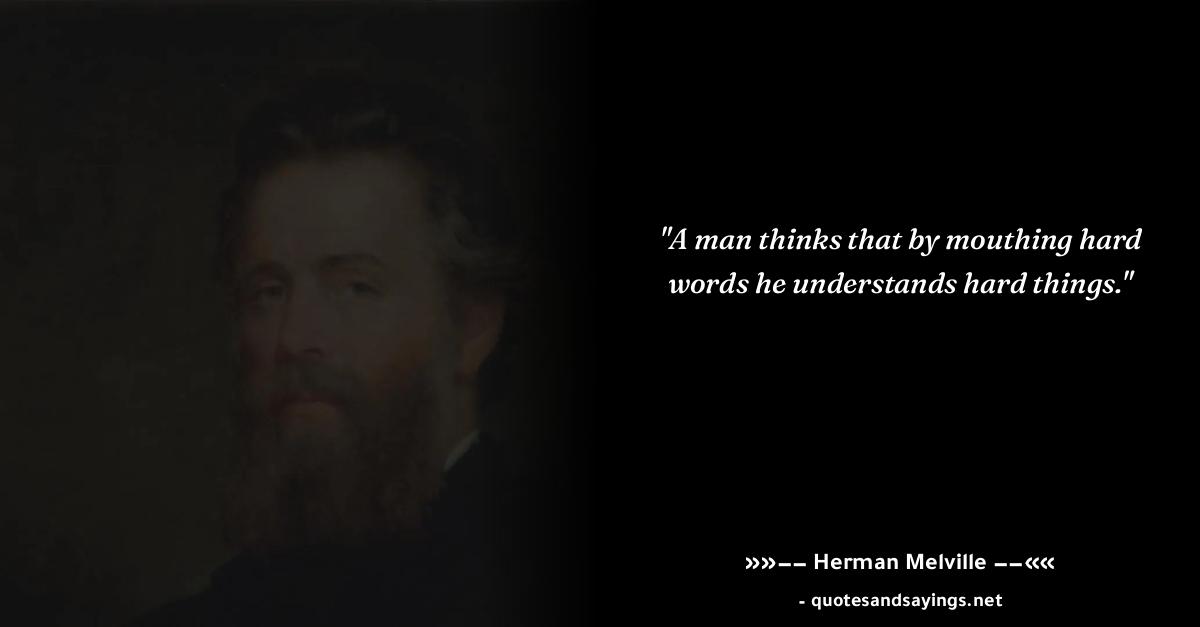 "A man thinks that by mouthing hard
words he understands hard things."
»»−− Herman Melville −−««
- quotesandsayings.net